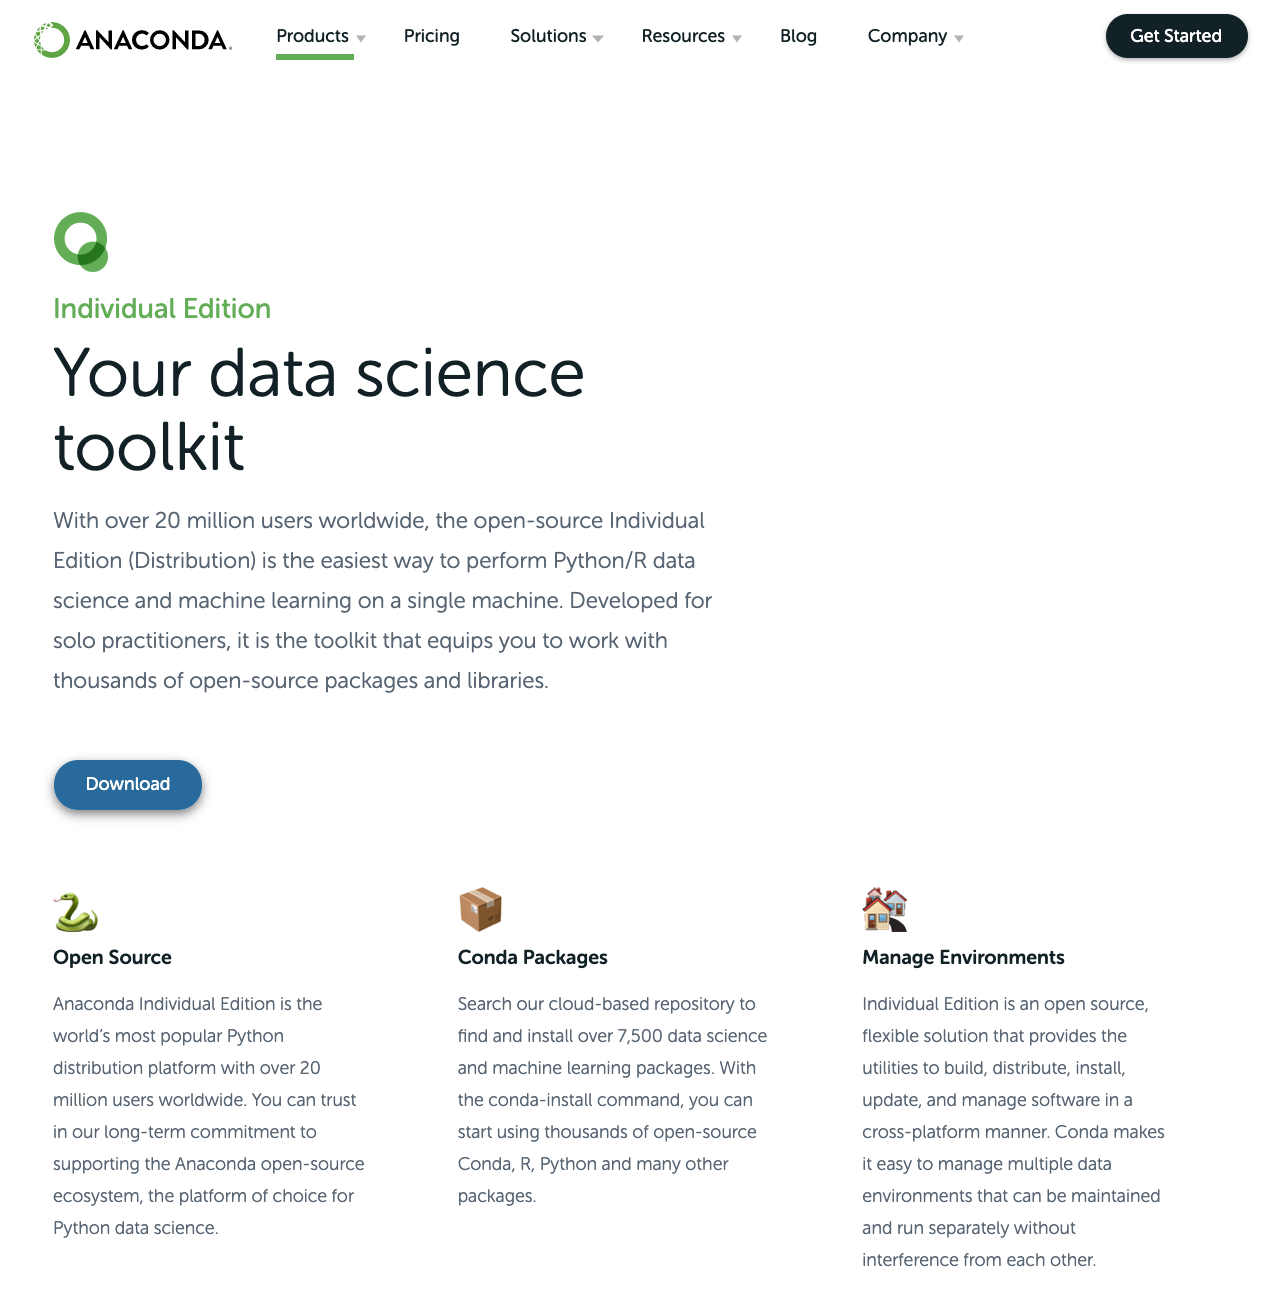 ANACONDA.
Products
Pricing
Solutions
Resources
Blog
Company
Get Started
Individual Edition
Your data science
toolkit
With over 20 million users worldwide, the open-source Individual
Edition (Distribution) is the easiest way to perform Python/R data
science and machine learning on a single machine. Developed for
solo practitioners, it is the toolkit that equips you to work with
thousands of open-source packages and libraries.
Download
Open Source
Anaconda Individual Edition is the
world’s most popular Python
distribution platform with over 20
million users worldwide. You can trust
in our long-term commitment to
supporting the Anaconda open-source
ecosystem, the platform of choice for
Python data science.
Conda Packages
Search our cloud-based repository to
find and install over 7,500 data science
and machine learning packages. With
the conda-install command, you can
start using thousands of open-source
Conda, R, Python and many other
packages.
Manage Environments
Individual Edition is an open source,
flexible solution that provides the
utilities to build, distribute, install,
update, and manage software in a
cross-platform manner. Conda makes
it easy to manage multiple data
environments that can be maintained
and run separately without
interference from each other.